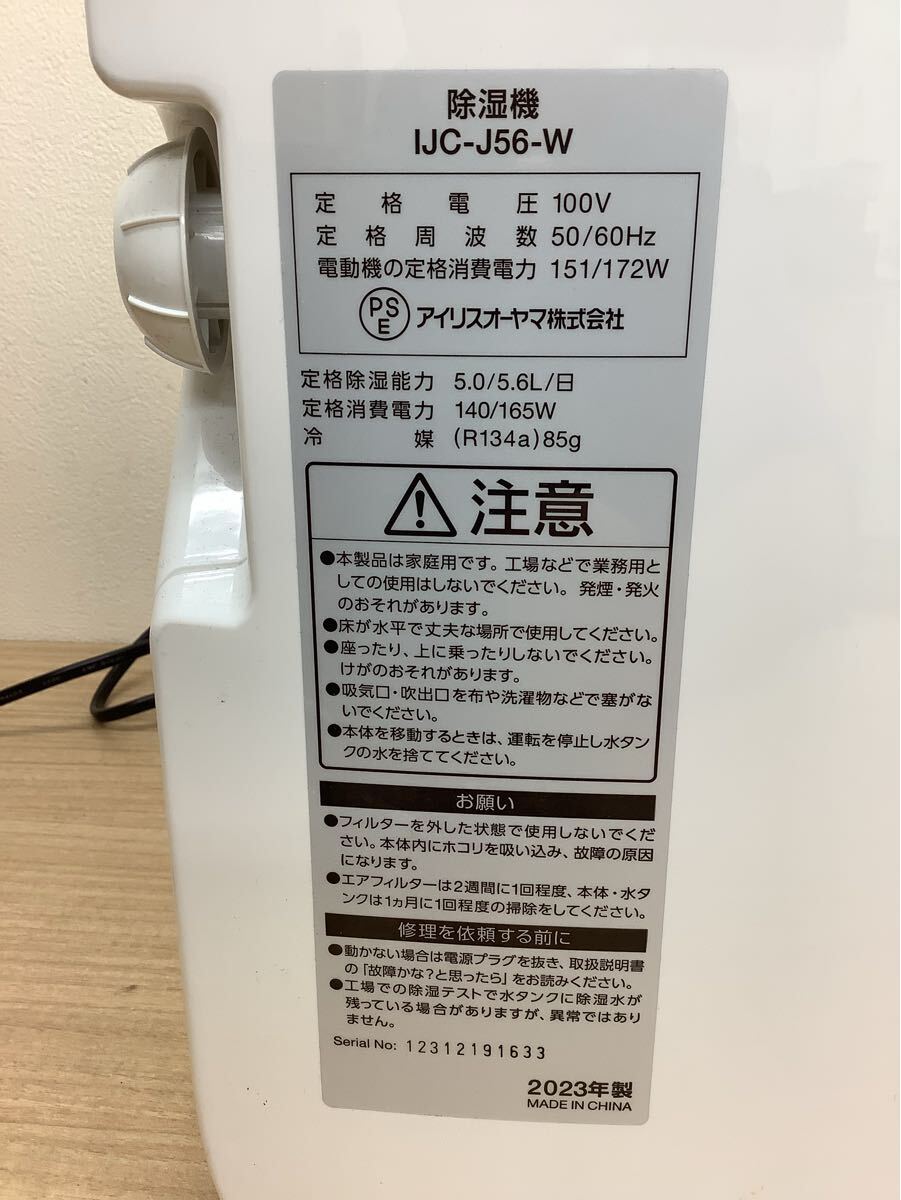 除湿機
IJC-J56-W
定格電圧 100V
定格周波数 50/60Hz
電動機の定格消費電力 151/172W
PSE アイリスオーヤマ株式会社
定格除湿能力 5.0/5.6L/日
定格消費電力 140/165W
冷媒 (R134a)85g
注意
●本製品は家庭用です。工場などで業務用と
しての使用はしないでください。発煙・発火
のおそれがあります。
●床が水平で丈夫な場所で使用してください。
●座ったり、上に乗ったりしないでください。
けがのおそれがあります。
●吸気口・吹出口を布や洗濯物などで塞がな
いでください。
●本体を移動するときは、運転を停止し水タン
クの水を捨ててください。
お願い
●フィルターを外した状態で使用しないでくだ
さい。本体内にホコリを吸い込み、故障の原因
になります。
●エアフィルターは2週間に1回程度、本体・水タ
ンクは1ヵ月に1回程度の掃除をしてください。
修理を依頼する前に
●動かない場合は電源プラグを抜き、取扱説明書
の「故障かな?と思ったら」をお読みください。
●工場での除湿テストで水タンクに除湿水が
残っている場合がありますが、異常ではあり
ません。
Serial No: 12312191633
2023年製
MADE IN CHINA